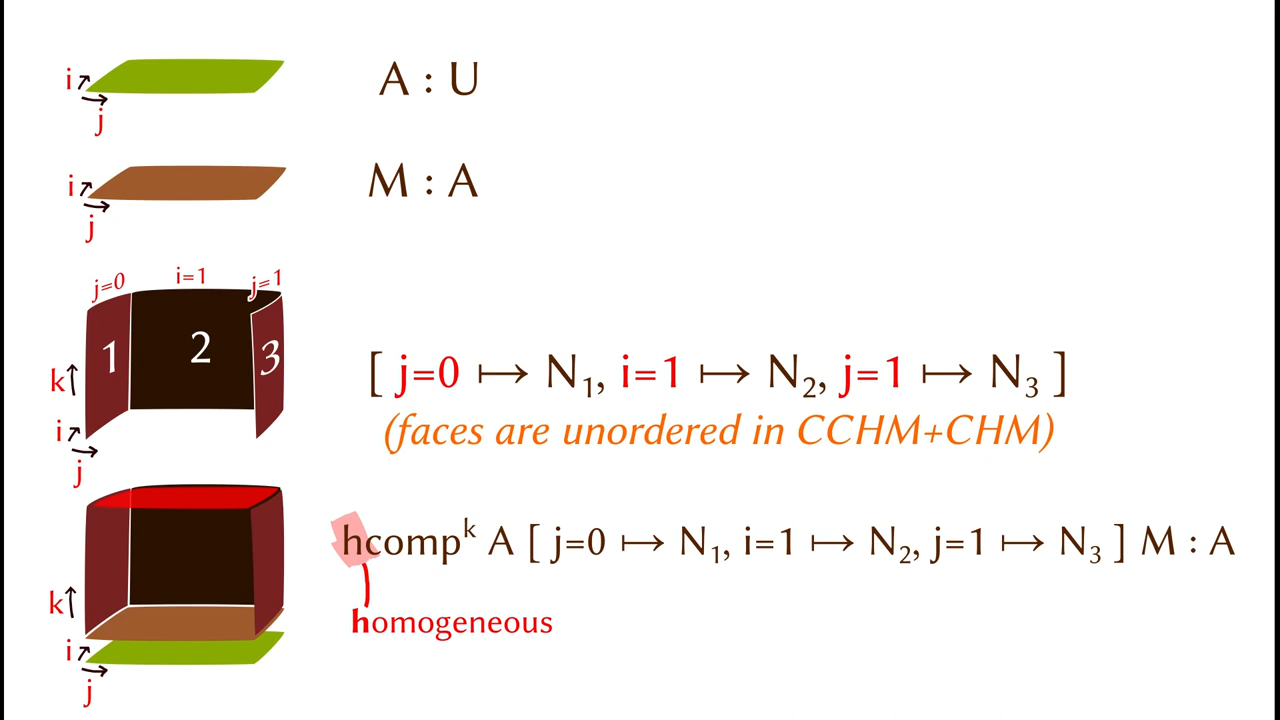 i
j
A : U
i
j
M : A
j=0 i=1 j=1
1 2 3
k
i
j
[ j=0 ↦ N₁, i=1 ↦ N₂, j=1 ↦ N₃ ]
(faces are unordered in CCHM+CHM)
hcompᵏ A [ j=0 ↦ N₁, i=1 ↦ N₂, j=1 ↦ N₃ ] M : A
k
homogeneous
i
j